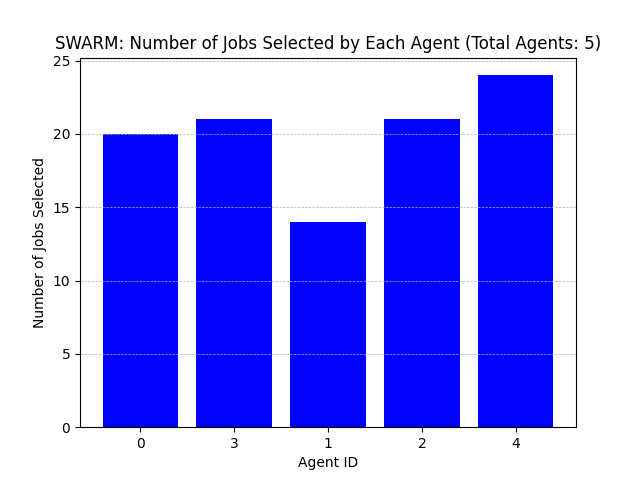 SWARM: Number of Jobs Selected by Each Agent (Total Agents: 5)
25
20
15
10
5
0
Number of Jobs Selected
0 3 1 2 4
Agent ID